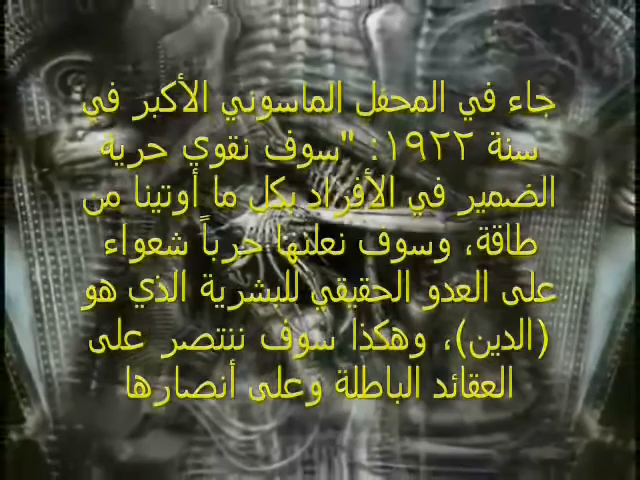 جاء في المحفل الماسوني الأكبر في
سنة ١٩٢٢: "سوف نقوي حرية
الضمير في الأفراد بكل ما أوتينا من
طاقة، وسوف نعلنها حرباً شعواء
على العدو الحقيقي للبشرية الذي هو
(الدين)، وهكذا سوف ننتصر على
العقائد الباطلة وعلى أنصارها